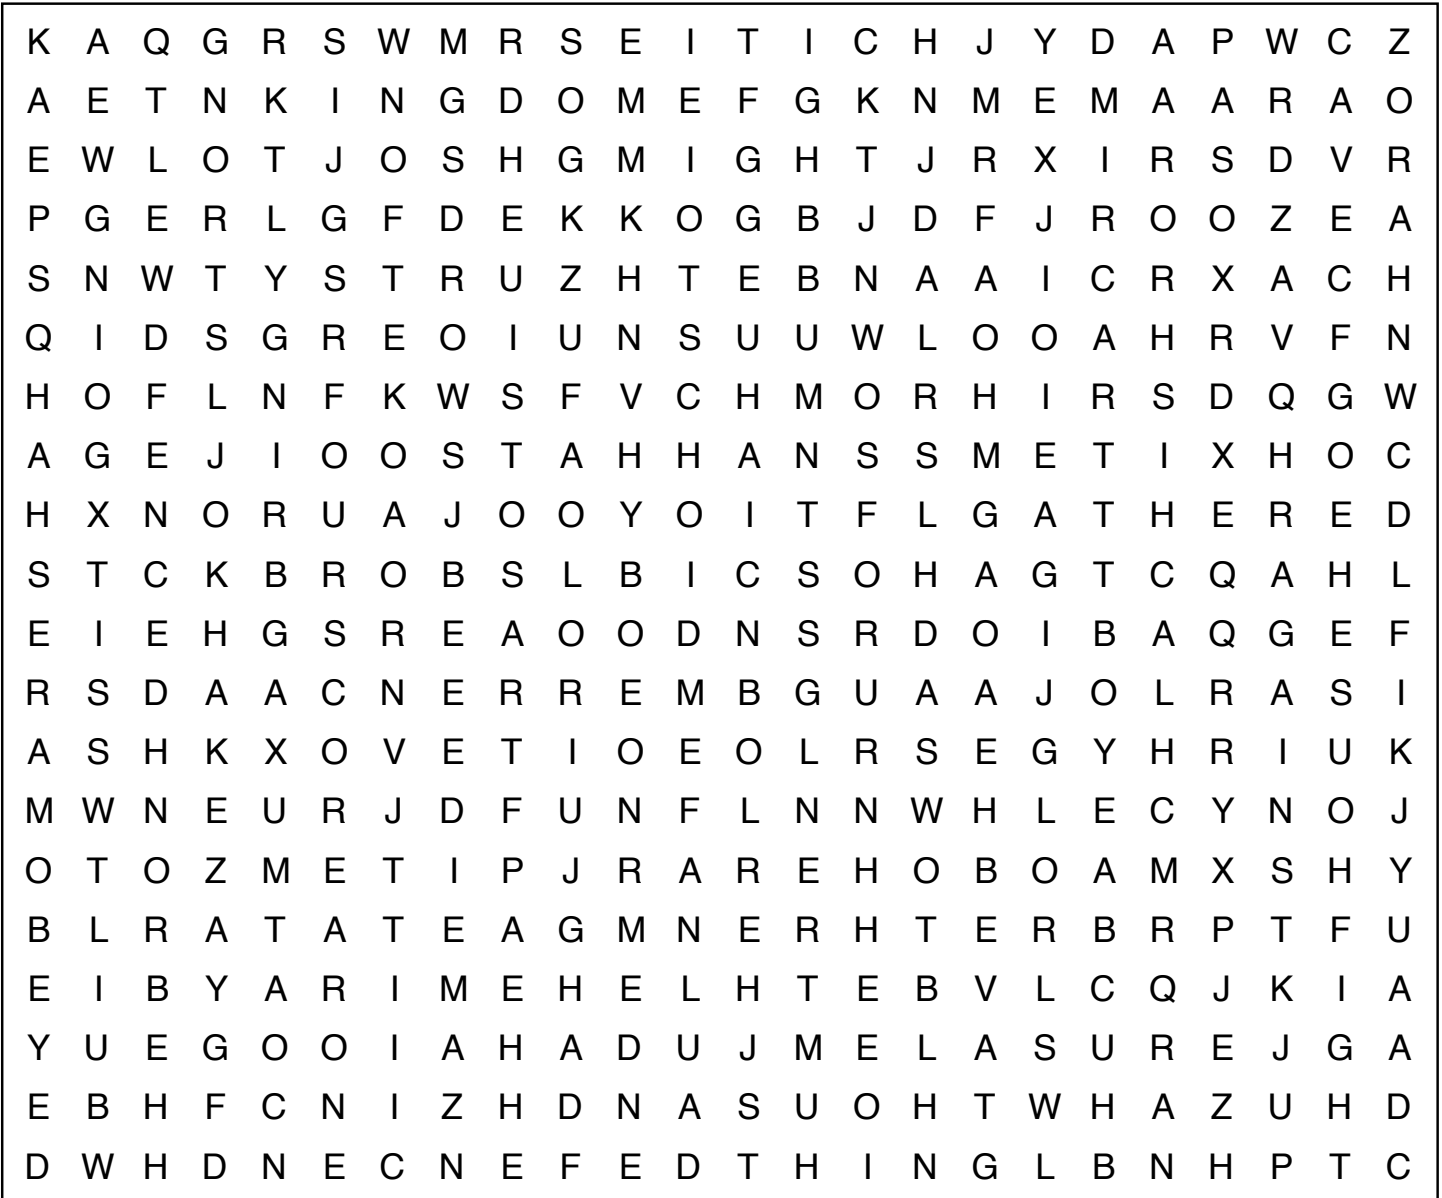 K A Q G R S W M R S E I T I C H J Y D A P W C Z
A E T N K I N G D O M E F G K N M E M A A R A O
E W L O T J O S H G M I G H T J R X I R S D V R
P G E R L G F D E K K O G B J D F J R O O Z E A
S N W T Y S T R U Z H T E B N A A I C R X A C H
Q I D S G R E O I U N S U U W L O O A H R V F N
H O F L N F K W S F V C H M O R H I R S D Q G W
A G E J I O O S T A H H A N S S M E T I X H O C
H X N O R U A J O O Y O I T F L G A T H E R E D
S T C K B R O B S L B I C S O H A G T C Q A H L
E I E H G S R E A O O D N S R D O I B A Q G E F
R S D A A C N E R R E M B G U A A J O L R A S I
A S H K X O V E T I O E O L R S E G Y H R I U K
M W N E U R J D F U N F L N N W H L E C Y N O J
O T O Z M E T I P J R A R E H O B O A M X S H Y
B L R A T A T E A G M N E R H T E R B R P T F U
E I B Y A R I M E H E L H T E B V L C Q J K I A
Y U E G O O I A H A D U J M E L A S U R E J G A
E B H F C N I Z H D N A S U O H T W H A Z U H D
D W H D N E C N E F E D T H I N G L B N H P T C